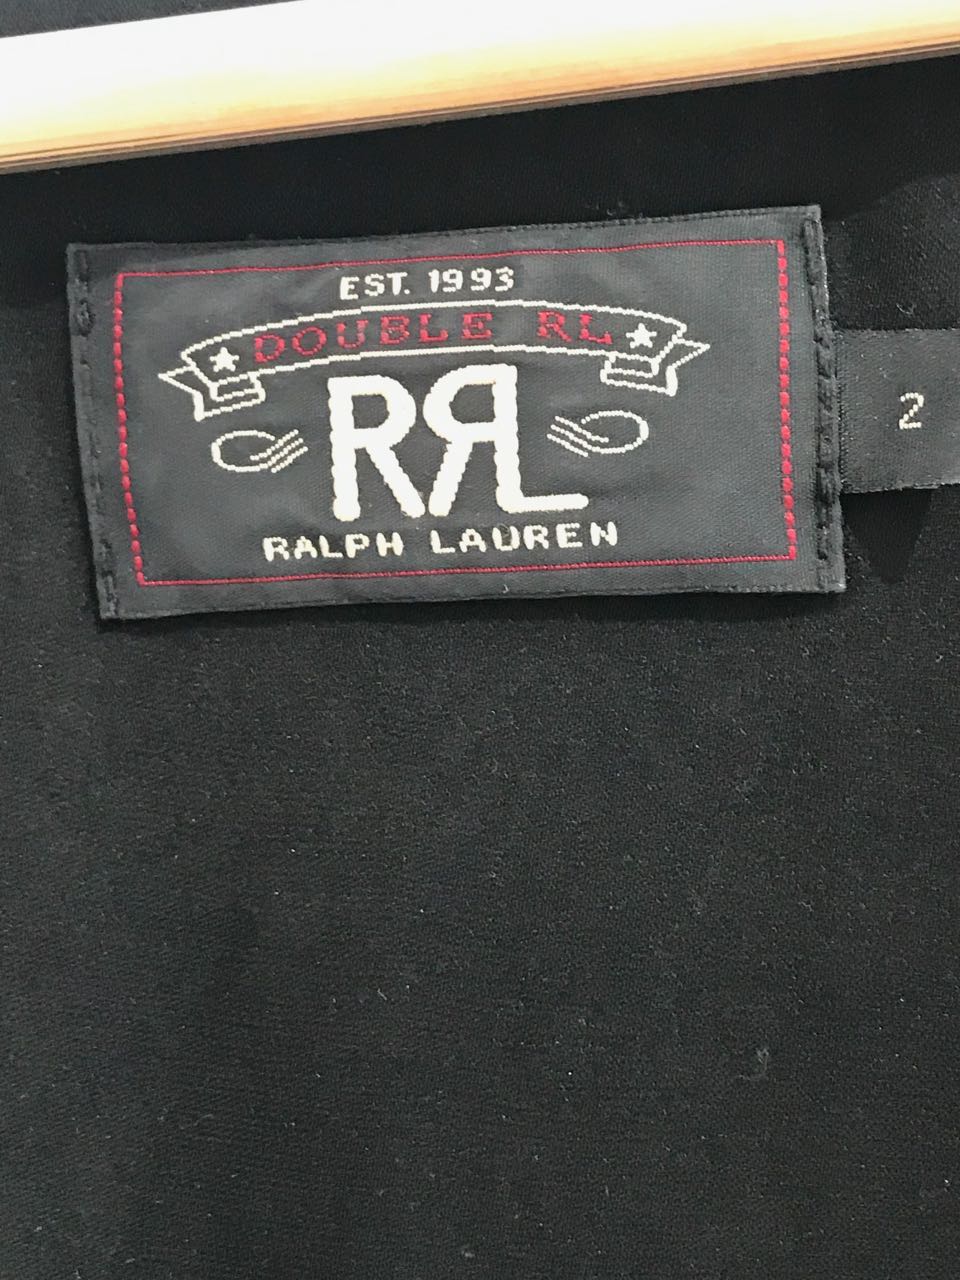 EST. 1993
DOUBLE RL
RRL
RALPH LAUREN
2